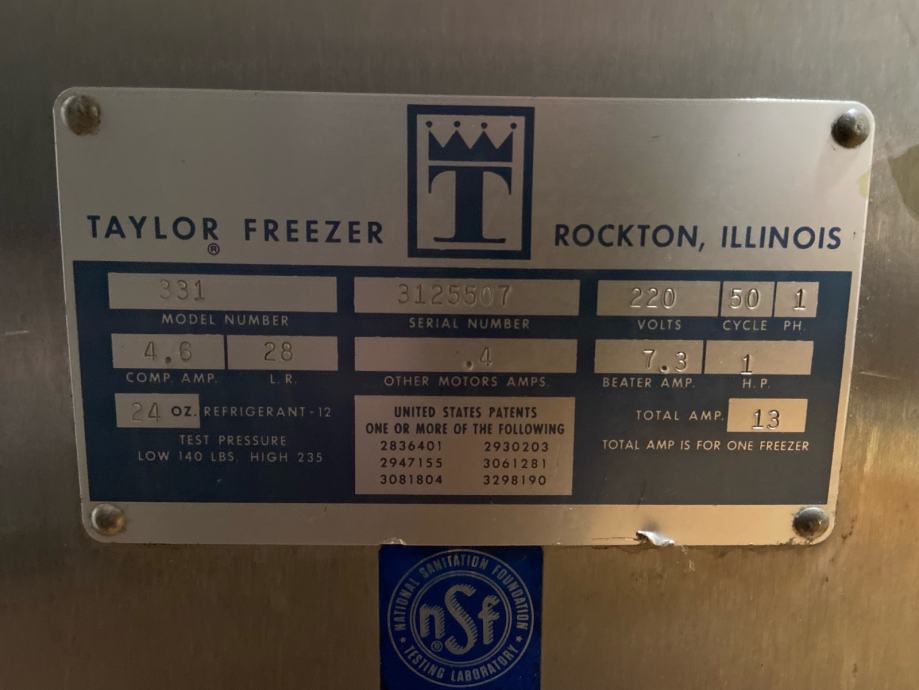 T
TAYLOR® FREEZER
ROCKTON, ILLINOIS
331
MODEL NUMBER
3125507
SERIAL NUMBER
220
VOLTS
50
CYCLE
1
PH.
4.6
COMP. AMP.
28
L.R.
.4
OTHER MOTORS AMPS.
7.3
BEATER AMP.
1
H.P.
24 OZ. REFRIGERANT-12
TEST PRESSURE
LOW 140 LBS. HIGH 235
UNITED STATES PATENTS
ONE OR MORE OF THE FOLLOWING
2836401 2930203
2947155 3061281
3081804 3298190
TOTAL AMP. 13
TOTAL AMP IS FOR ONE FREEZER
NATIONAL SANITATION FOUNDATION
nSf®
TESTING LABORATORY